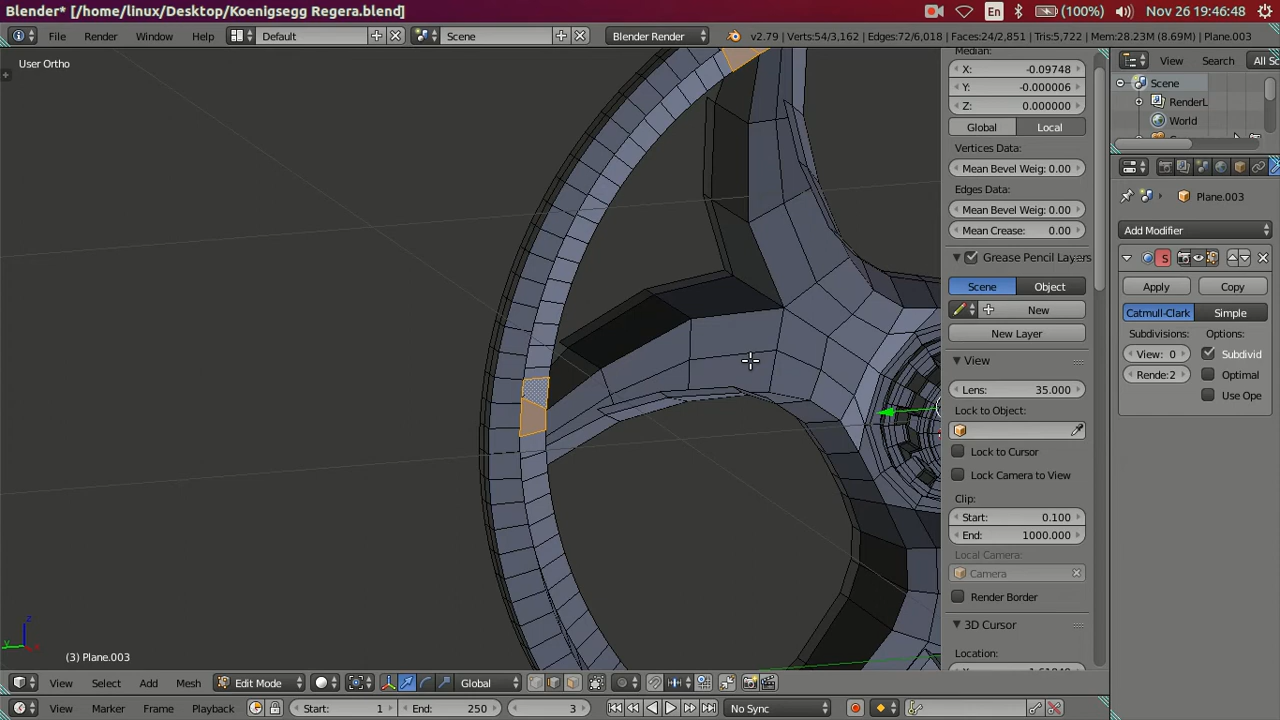 Blender* [/home/linux/Desktop/Koenigsegg Regera.blend]
En
(100%)
Nov 26 19:46:48
File
Render
Window
Help
Default
Scene
Blender Render
v2.79 | Verts:54/3,162 | Edges:72/6,018 | Faces:24/2,851 | Tris:5,722 | Mem:28.23M (8.69M) | Plane.003
User Ortho
Median:
X: -0.09748
Y: -0.000006
Z: 0.000000
Global
Local
Vertices Data:
Mean Bevel Weig: 0.00
Edges Data:
Mean Bevel Weig: 0.00
Mean Crease: 0.00
Grease Pencil Layers
Scene
Object
New
New Layer
View
Lens: 35.000
Lock to Object:
Lock to Cursor
Lock Camera to View
Clip:
Start: 0.100
End: 1000.000
Local Camera:
Camera
Render Border
3D Cursor
Location:
View
Search
All Sc
Scene
RenderL
World
Plane.003
Add Modifier
S
Apply
Copy
Catmull-Clark
Simple
Subdivisions:
Options:
View: 0
Subdivid
Rende: 2
Optimal
Use Ope
z
y
x
(3) Plane.003
View
Select
Add
Mesh
Edit Mode
Global
View
Marker
Frame
Playback
Start: 1
End: 250
3
No Sync